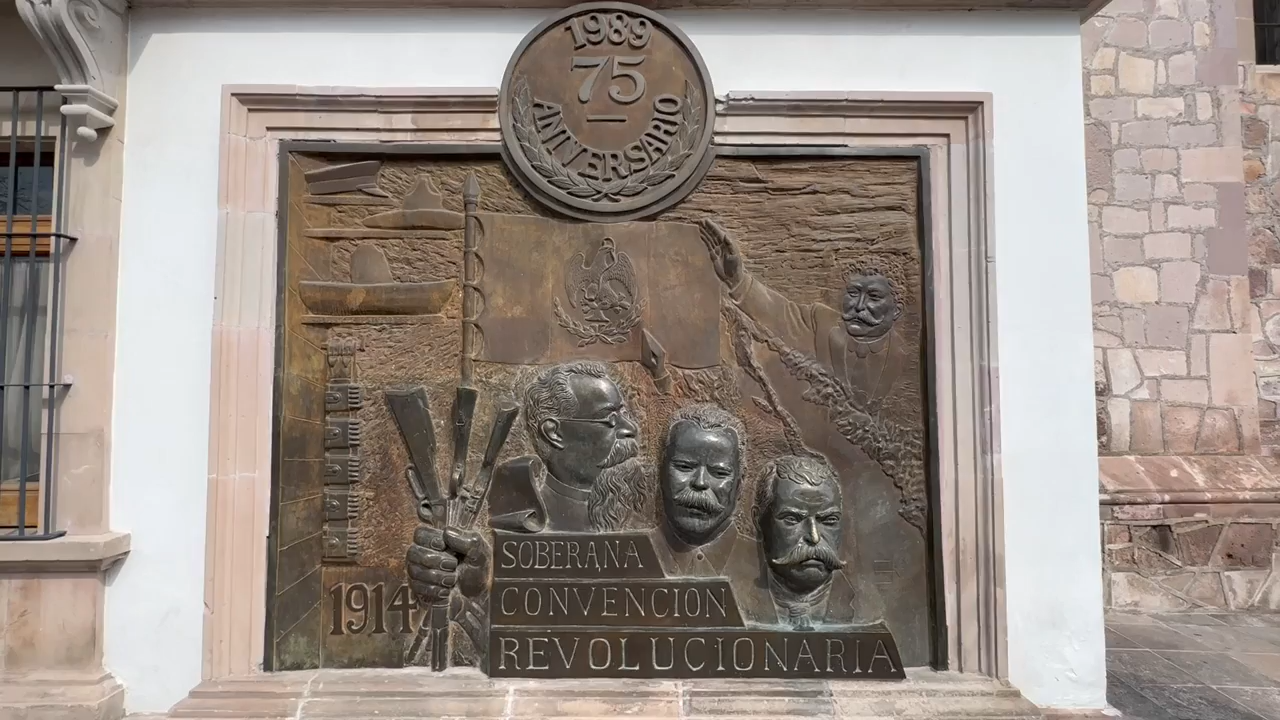 1989
75
ANIVERSARIO
1914
SOBERANA
CONVENCION
REVOLUCIONARIA